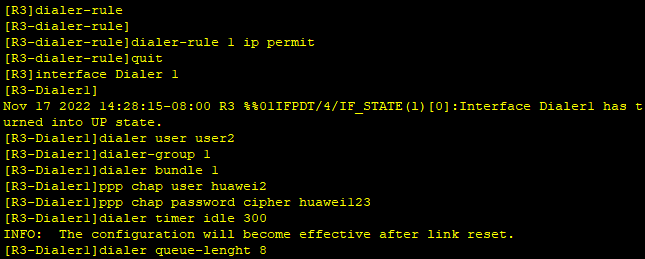 [R3]dialer-rule
[R3-dialer-rule]
[R3-dialer-rule]dialer-rule 1 ip permit
[R3-dialer-rule]quit
[R3]interface Dialer 1
[R3-Dialer1]
Nov 17 2022 14:28:15-08:00 R3 %%01IFPDT/4/IF_STATE(l)[0]:Interface Dialer1 has t
urned into UP state.
[R3-Dialer1]dialer user user2
[R3-Dialer1]dialer-group 1
[R3-Dialer1]dialer bundle 1
[R3-Dialer1]ppp chap user huawei2
[R3-Dialer1]ppp chap password cipher huawei123
[R3-Dialer1]dialer timer idle 300
INFO:  The configuration will become effective after link reset.
[R3-Dialer1]dialer queue-lenght 8